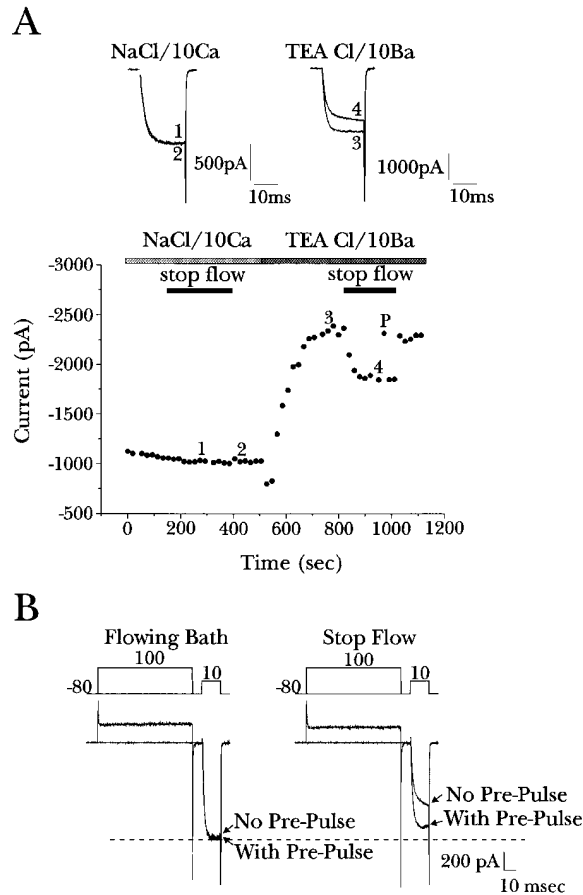 A
NaCl/10Ca
TEA Cl/10Ba
1
2
500pA
10ms
4
3
1000pA
10ms
NaCl/10Ca
TEA Cl/10Ba
stop flow
stop flow
-3000
-2500
-2000
-1500
-1000
-500
Current (pA)
1
2
3
4
P
0
200
400
600
800
1000
1200
Time (sec)
B
Flowing Bath
100
10
-80
No Pre-Pulse
With Pre-Pulse
Stop Flow
100
10
-80
No Pre-Pulse
With Pre-Pulse
200 pA
10 msec